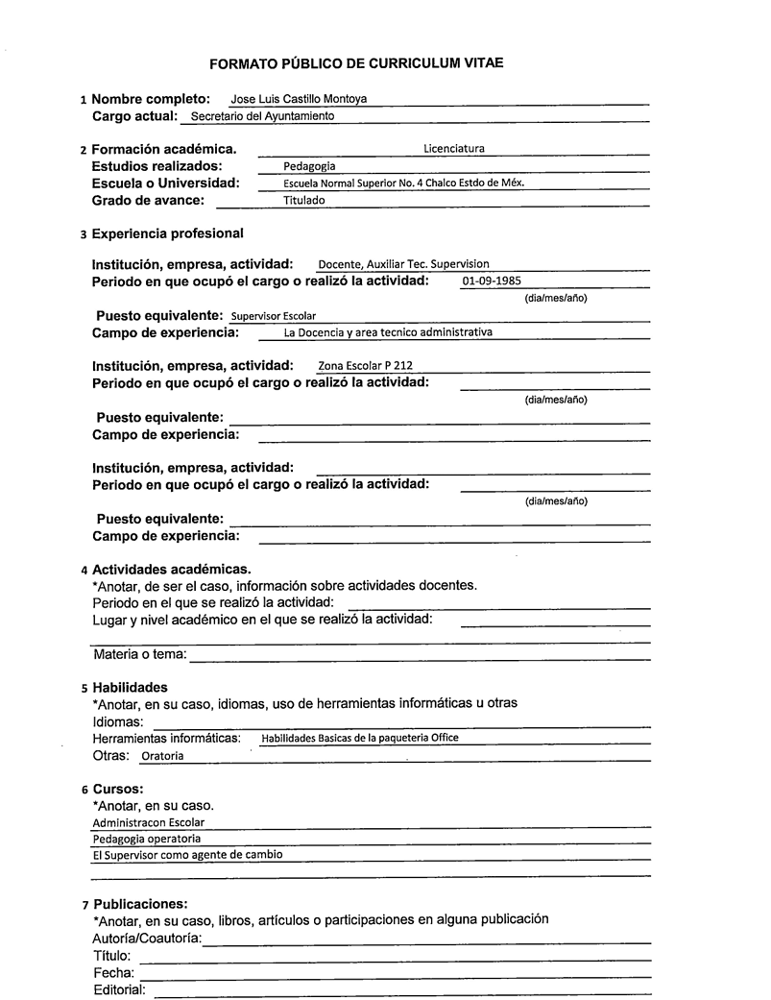 FORMATO PÚBLICO DE CURRICULUM VITAE
1 Nombre completo: Jose Luis Castillo Montoya
Cargo actual: Secretario del Ayuntamiento
2 Formación académica. Licenciatura
Estudios realizados: Pedagogia
Escuela o Universidad: Escuela Normal Superior No. 4 Chalco Estdo de Méx.
Grado de avance: Titulado
3 Experiencia profesional
Institución, empresa, actividad: Docente, Auxiliar Tec. Supervision
Periodo en que ocupó el cargo o realizó la actividad: 01-09-1985
(dia/mes/año)
Puesto equivalente: Supervisor Escolar
Campo de experiencia: La Docencia y area tecnico administrativa
Institución, empresa, actividad: Zona Escolar P 212
Periodo en que ocupó el cargo o realizó la actividad:
(dia/mes/año)
Puesto equivalente:
Campo de experiencia:
Institución, empresa, actividad:
Periodo en que ocupó el cargo o realizó la actividad:
(dia/mes/año)
Puesto equivalente:
Campo de experiencia:
4 Actividades académicas.
*Anotar, de ser el caso, información sobre actividades docentes.
Periodo en el que se realizó la actividad:
Lugar y nivel académico en el que se realizó la actividad:
Materia o tema:
5 Habilidades
*Anotar, en su caso, idiomas, uso de herramientas informáticas u otras
Idiomas:
Herramientas informáticas: Habilidades Basicas de la paqueteria Office
Otras: Oratoria
6 Cursos:
*Anotar, en su caso.
Administracon Escolar
Pedagogia operatoria
El Supervisor como agente de cambio
7 Publicaciones:
*Anotar, en su caso, libros, artículos o participaciones en alguna publicación
Autoría/Coautoría:
Título:
Fecha:
Editorial: